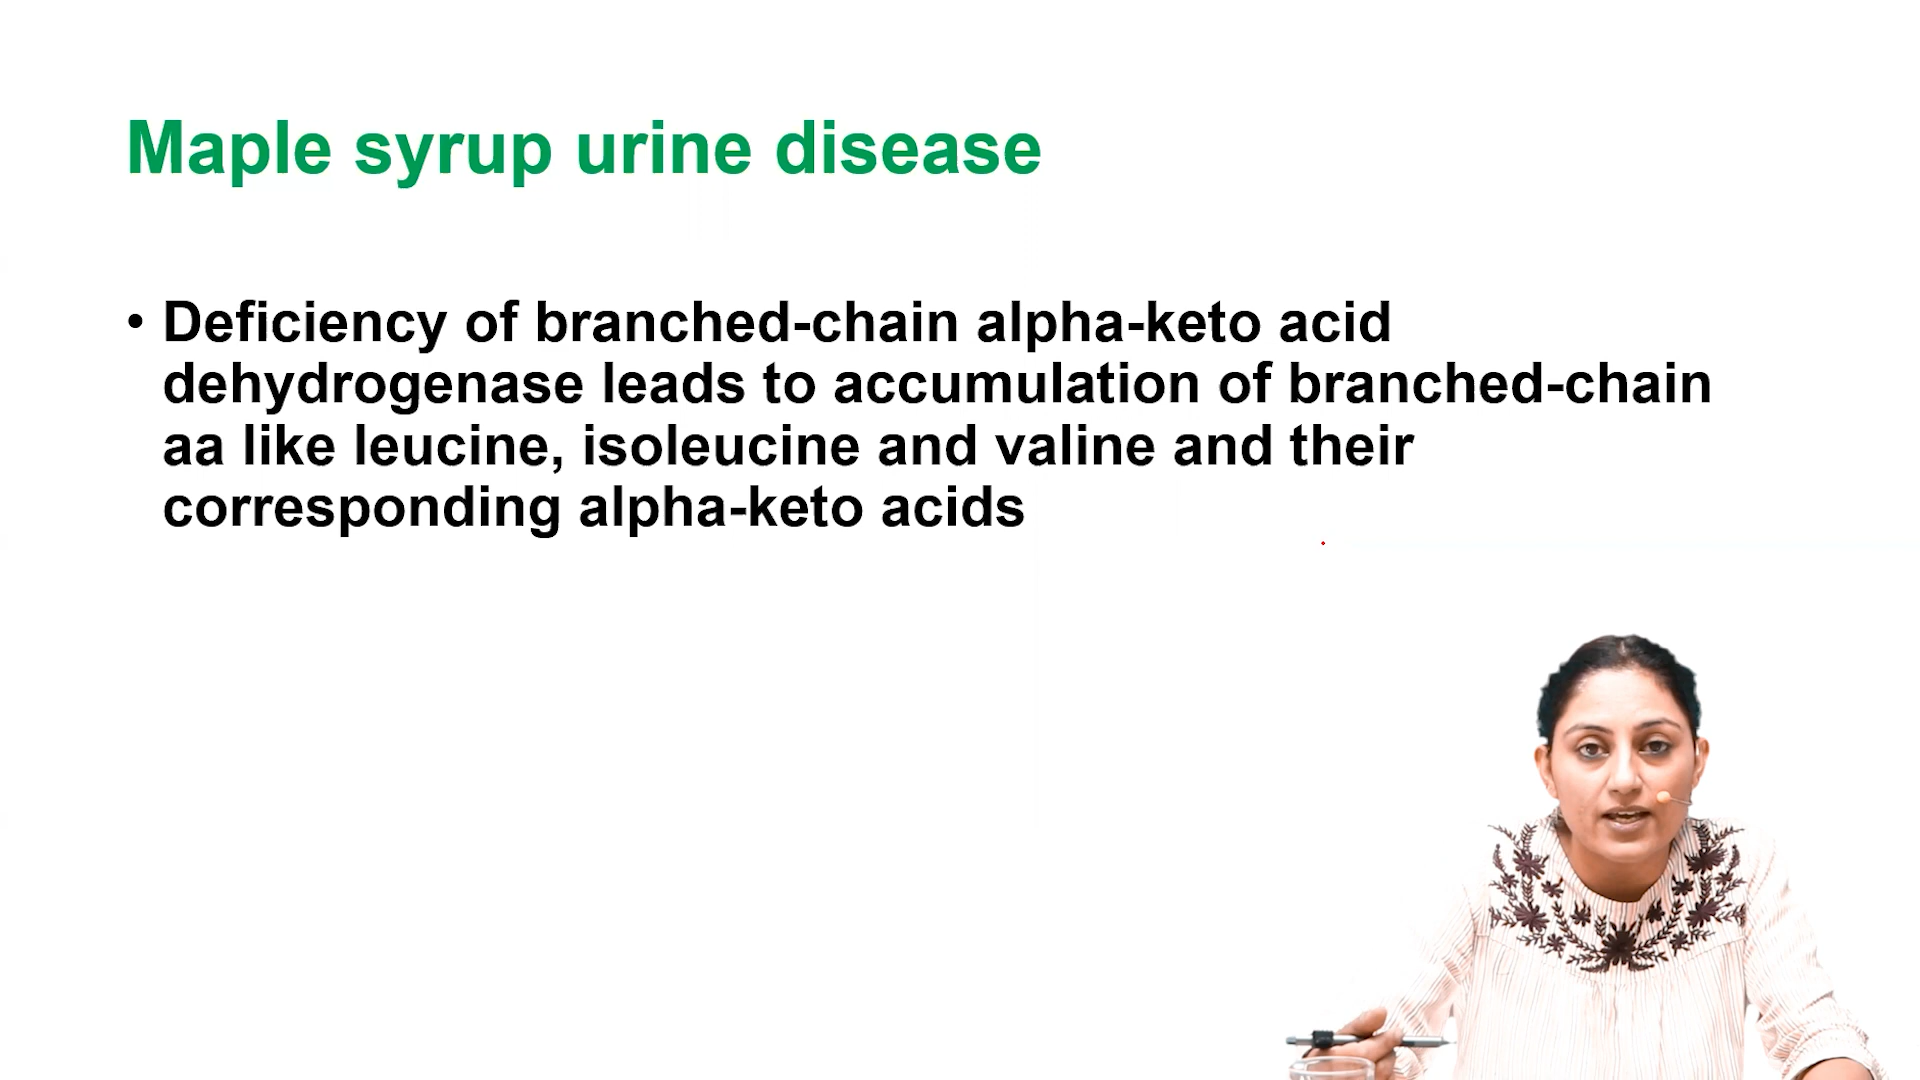 Maple syrup urine disease
• Deficiency of branched-chain alpha-keto acid
dehydrogenase leads to accumulation of branched-chain
aa like leucine, isoleucine and valine and their
corresponding alpha-keto acids